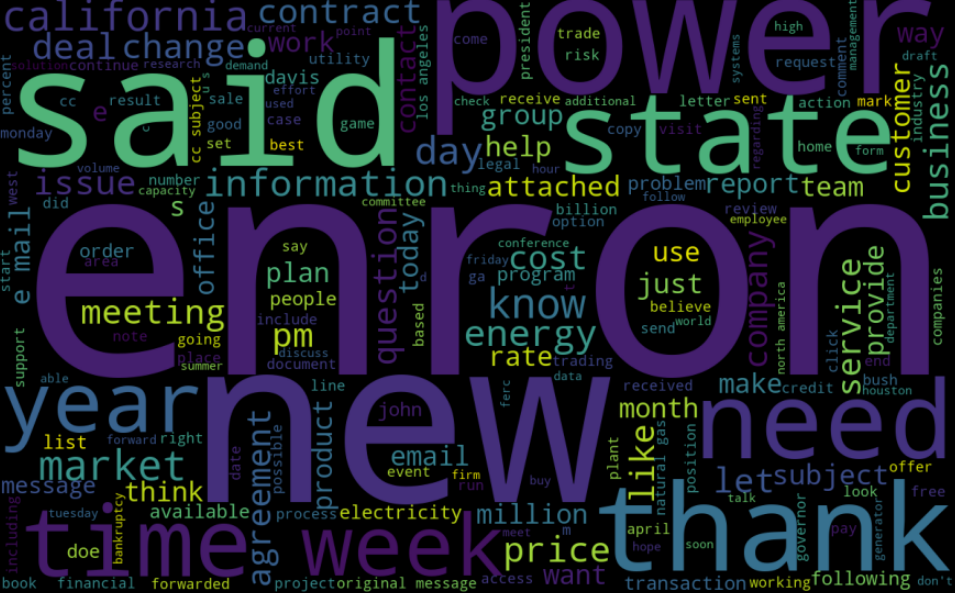 california
contract
power
president
come
trade
risk
high
systems
request
comment
management
way
point
current
deal
change
work
utility
solution
continue
research
demand
u
s
percent
said
davis
effort
los angeles
contact
draft
cc
result
e
cc subject
sale
used
case
check
receive
additional
letter
sent
action
mark
industry
customer
business
monday
c
good
set
best
game
group
state
copy
visit
regarding
home
form
day
help
legal
hour
volume
west
issue
number
information
capacity
thing
attached
problem
report
team
did
s
committee
follow
billion
option
review
employee
enron
e mail
office
order
area
say
question
today
conference
cost
use
friday
d
ga
program
t
plan
people
just
company
service
provide
department
companies
start
meeting
include
know
believe
send
world
north america
pm
based
energy
note
going
place
discuss
document
rate
trading
click
end
support
summer
data
year
able
new
line
ferc
received
make
credit
bush
houston
need
john
month
list
forward
right
agreement
date
possible
product
market
email
event
firm
run
buy
plant
like
natural gas
position
let
subject
offer
message
think
talk
look
free
including
time
tuesday
bankruptcy
available
process
electricity
million
thank
governor
generator
doe
week
meet
m
april
pay
hope
soon
price
book
financial
forwarded
project
original message
access
want
transaction
working
following
don't